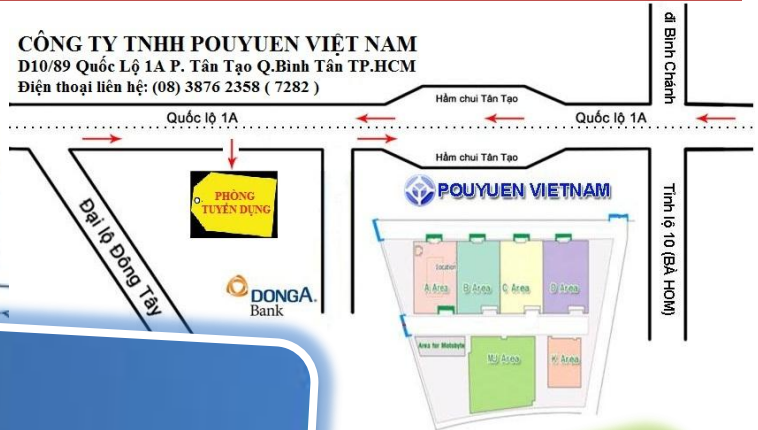 CÔNG TY TNHH POUYUEN VIỆT NAM
D10/89 Quốc Lộ 1A P. Tân Tạo Q.Bình Tân TP.HCM
Điện thoại liên hệ: (08) 3876 2358 ( 7282 )
đi Bình Chánh
Hầm chui Tân Tạo
Quốc lộ 1A
Quốc lộ 1A
Hầm chui Tân Tạo
PHÒNG
TUYỂN DỤNG
POUYUEN VIETNAM
Đại lộ Đông Tây
Tỉnh lộ 10 (BÀ HOM)
DONGA.
Bank
Location
A Area
B Area
C Area
D Area
Area for Motobyte
MJ Area
K Area